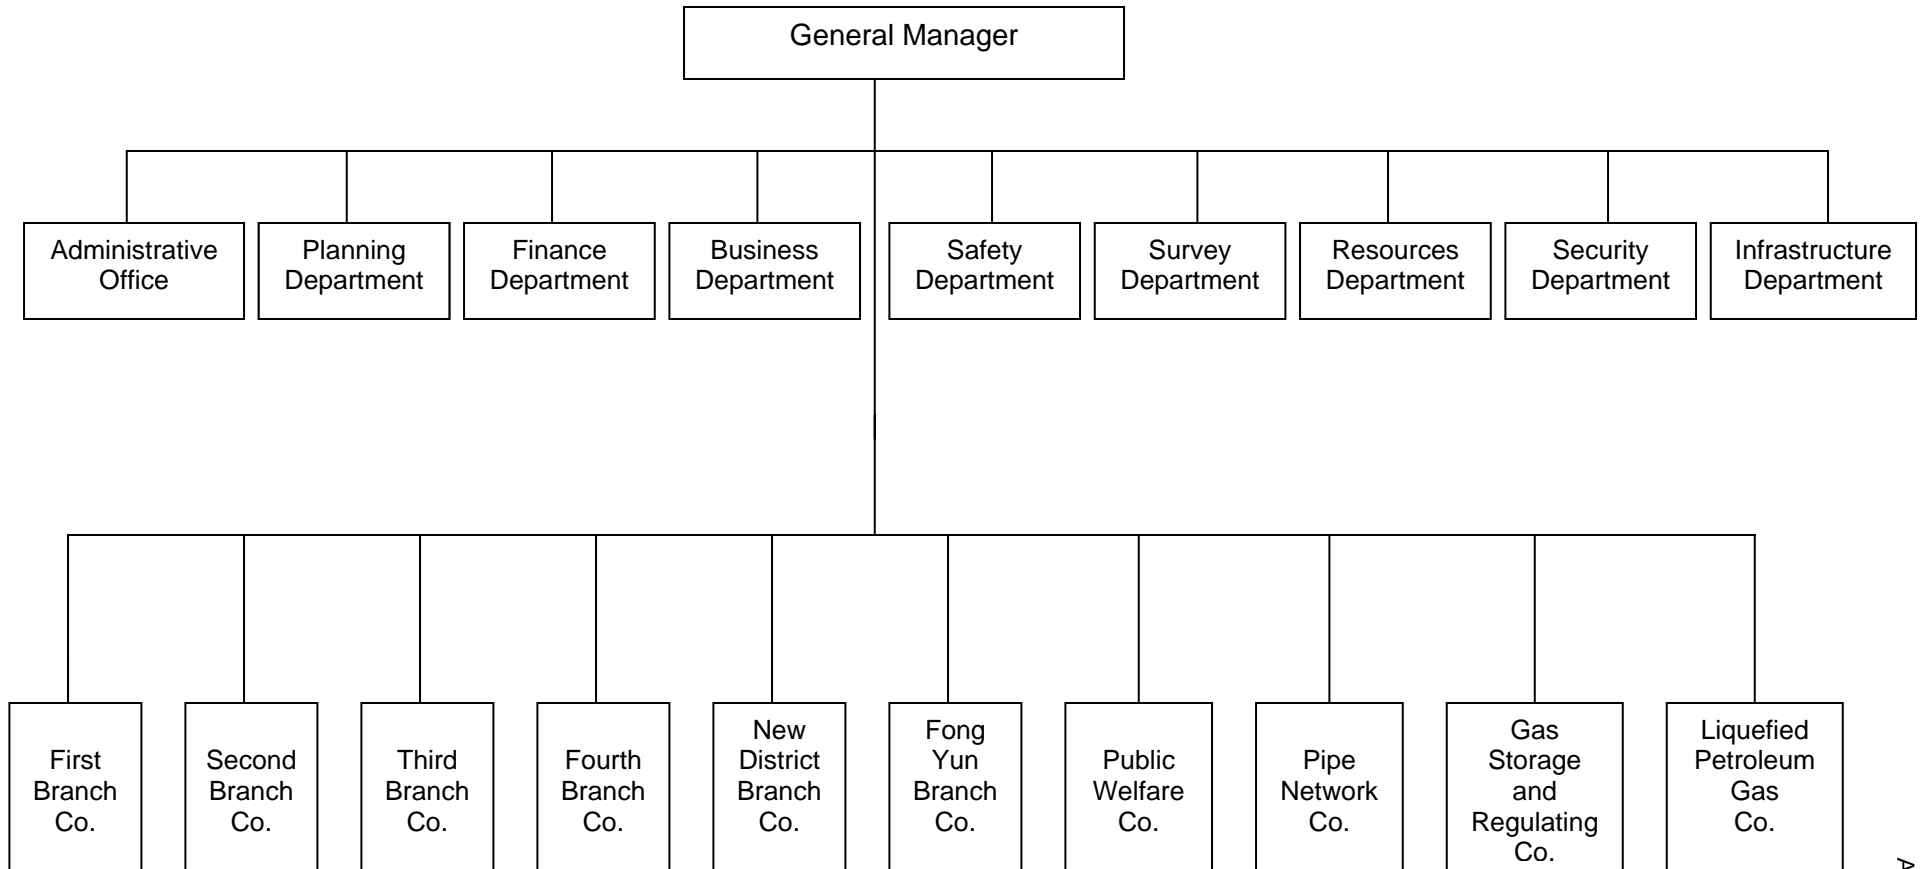 General Manager
Administrative
Office
Planning
Department
Finance
Department
Business
Department
Safety
Department
Survey
Department
Resources
Department
Security
Department
Infrastructure
Department
First
Branch
Co.
Second
Branch
Co.
Third
Branch
Co.
Fourth
Branch
Co.
New
District
Branch
Co.
Fong
Yun
Branch
Co.
Public
Welfare
Co.
Pipe
Network
Co.
Gas
Storage
and
Regulating
Co.
Liquefied
Petroleum
Gas
Co.